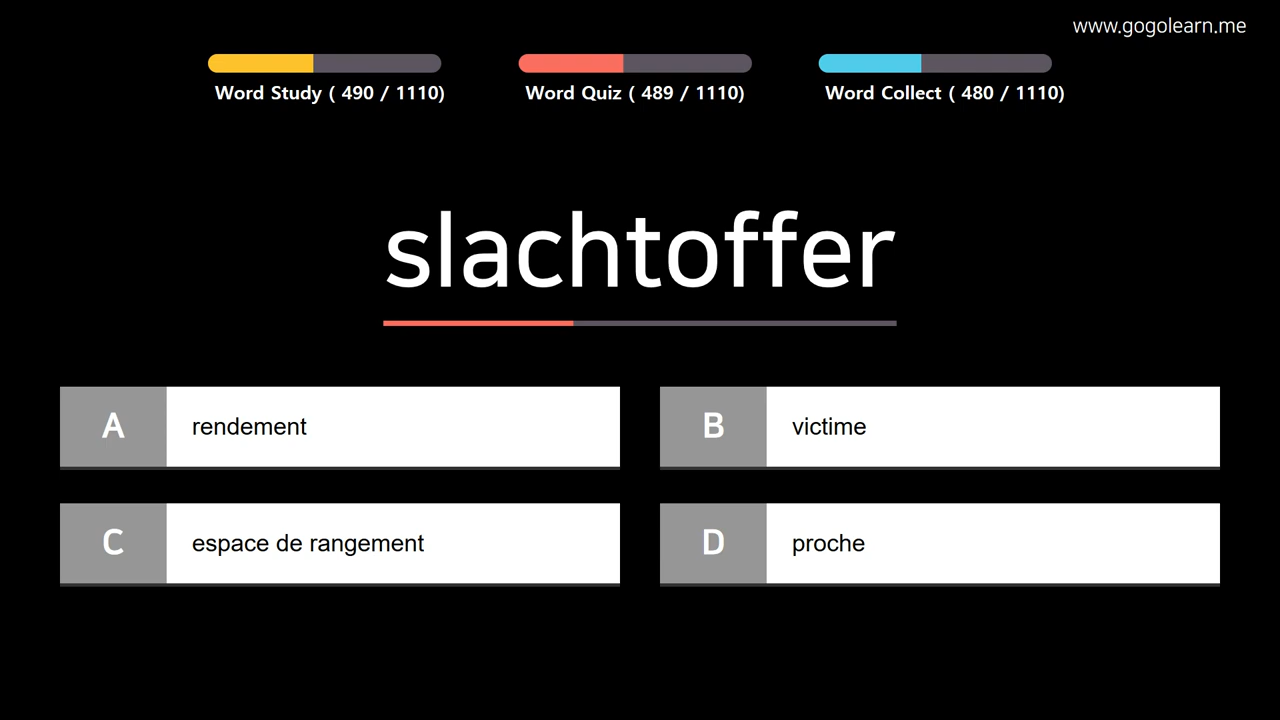 www.gogolearn.me
Word Study ( 490 / 1110)
Word Quiz ( 489 / 1110)
Word Collect ( 480 / 1110)
slachtoffer
A rendement
B victime
C espace de rangement
D proche